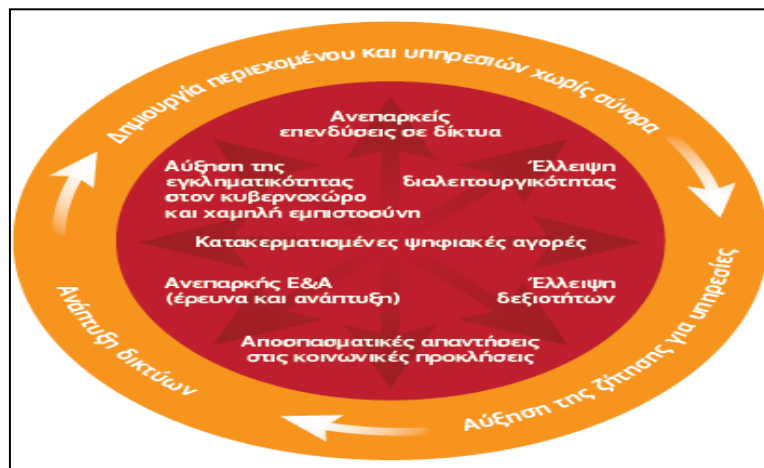 Δημιουργία περιεχομένου και υπηρεσιών χωρίς σύνορα
Ανεπαρκείς
επενδύσεις σε δίκτυα
Αύξηση της
εγκληματικότητας
στον κυβερνοχώρο
και χαμηλή εμπιστοσύνη
Έλλειψη
διαλειτουργικότητας
Κατακερματισμένες ψηφιακές αγορές
Ανεπαρκής Ε&Α
(έρευνα και ανάπτυξη)
Έλλειψη
δεξιοτήτων
Αποσπασματικές απαντήσεις
στις κοινωνικές προκλήσεις
Αύξηση της ζήτησης για υπηρεσίες
Ανάπτυξη δικτύων